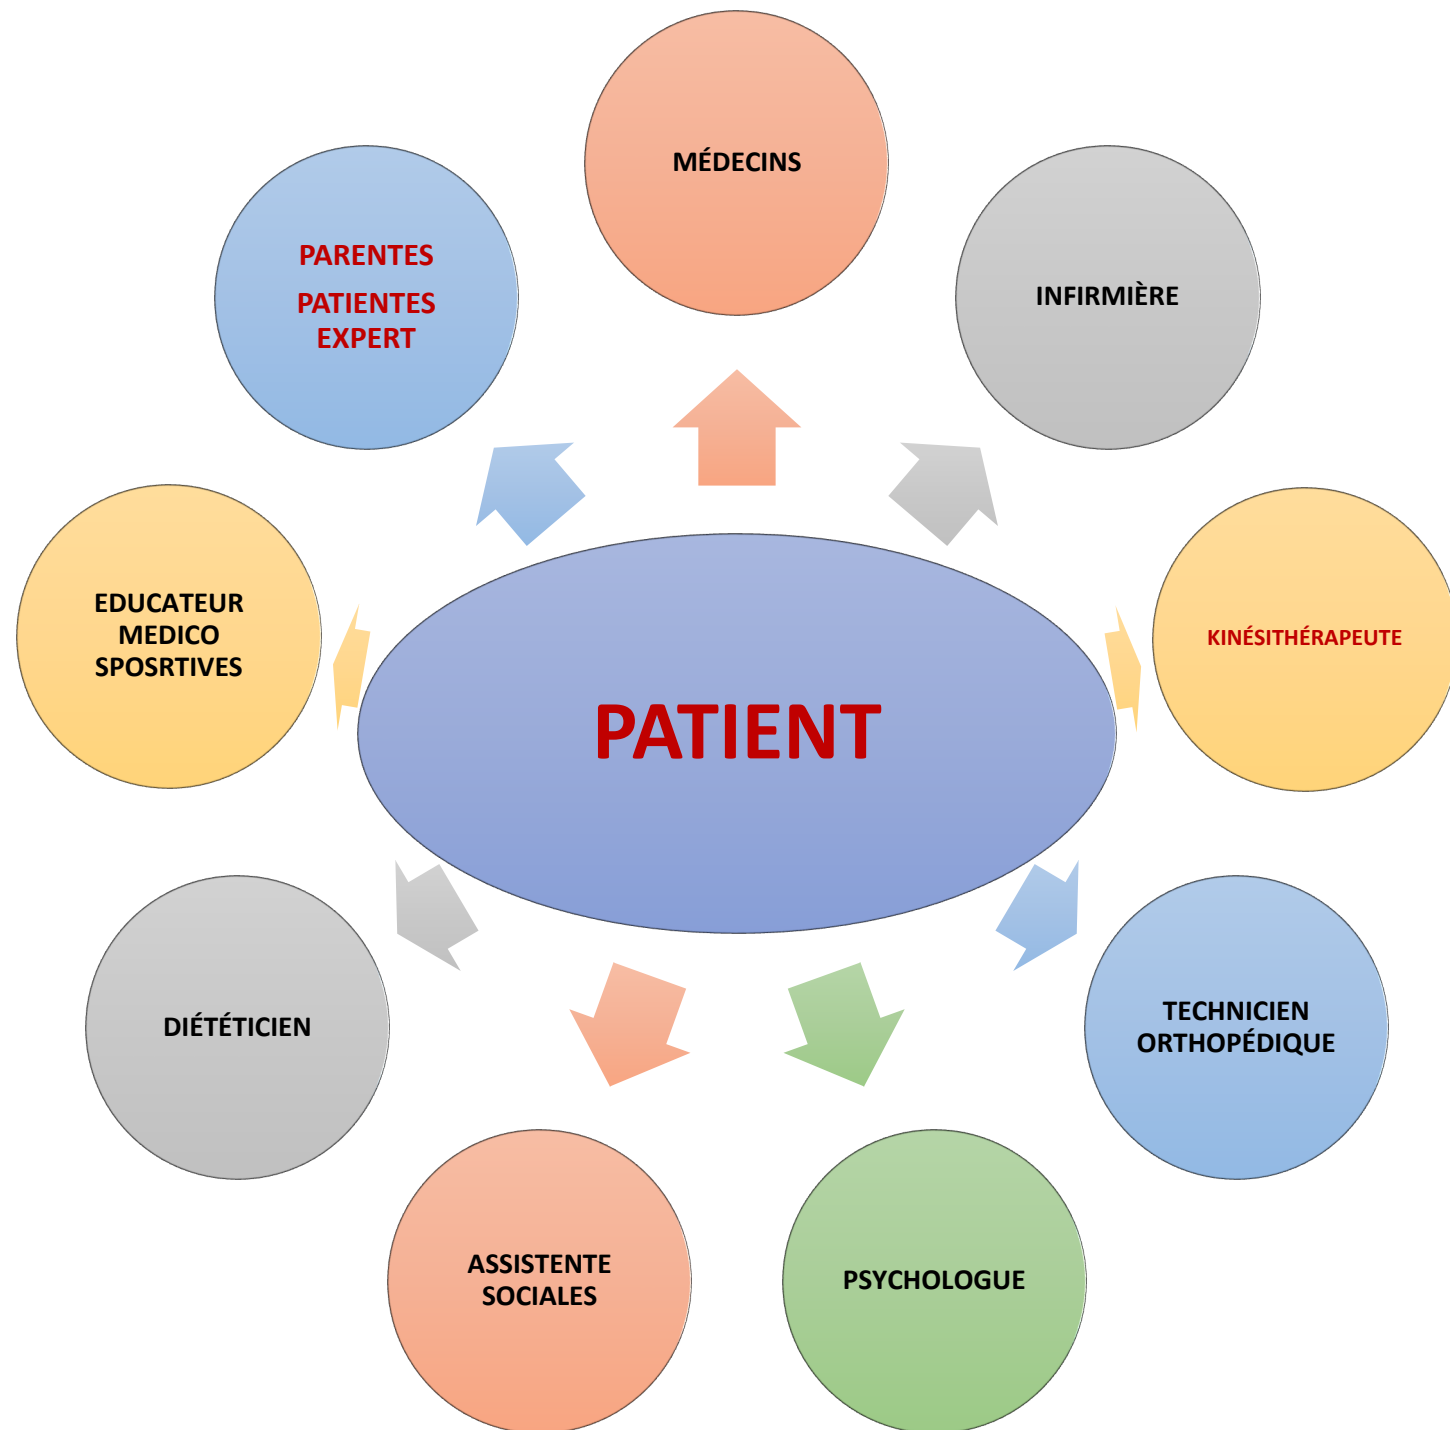 MÉDECINS
PARENTES
PATIENTES
EXPERT
INFIRMIÈRE
EDUCATEUR
MEDICO
SPOSRTIVES
KINÉSITHÉRAPEUTE
PATIENT
DIÉTÉTICIEN
TECHNICIEN
ORTHOPÉDIQUE
ASSISTENTE
SOCIALES
PSYCHOLOGUE